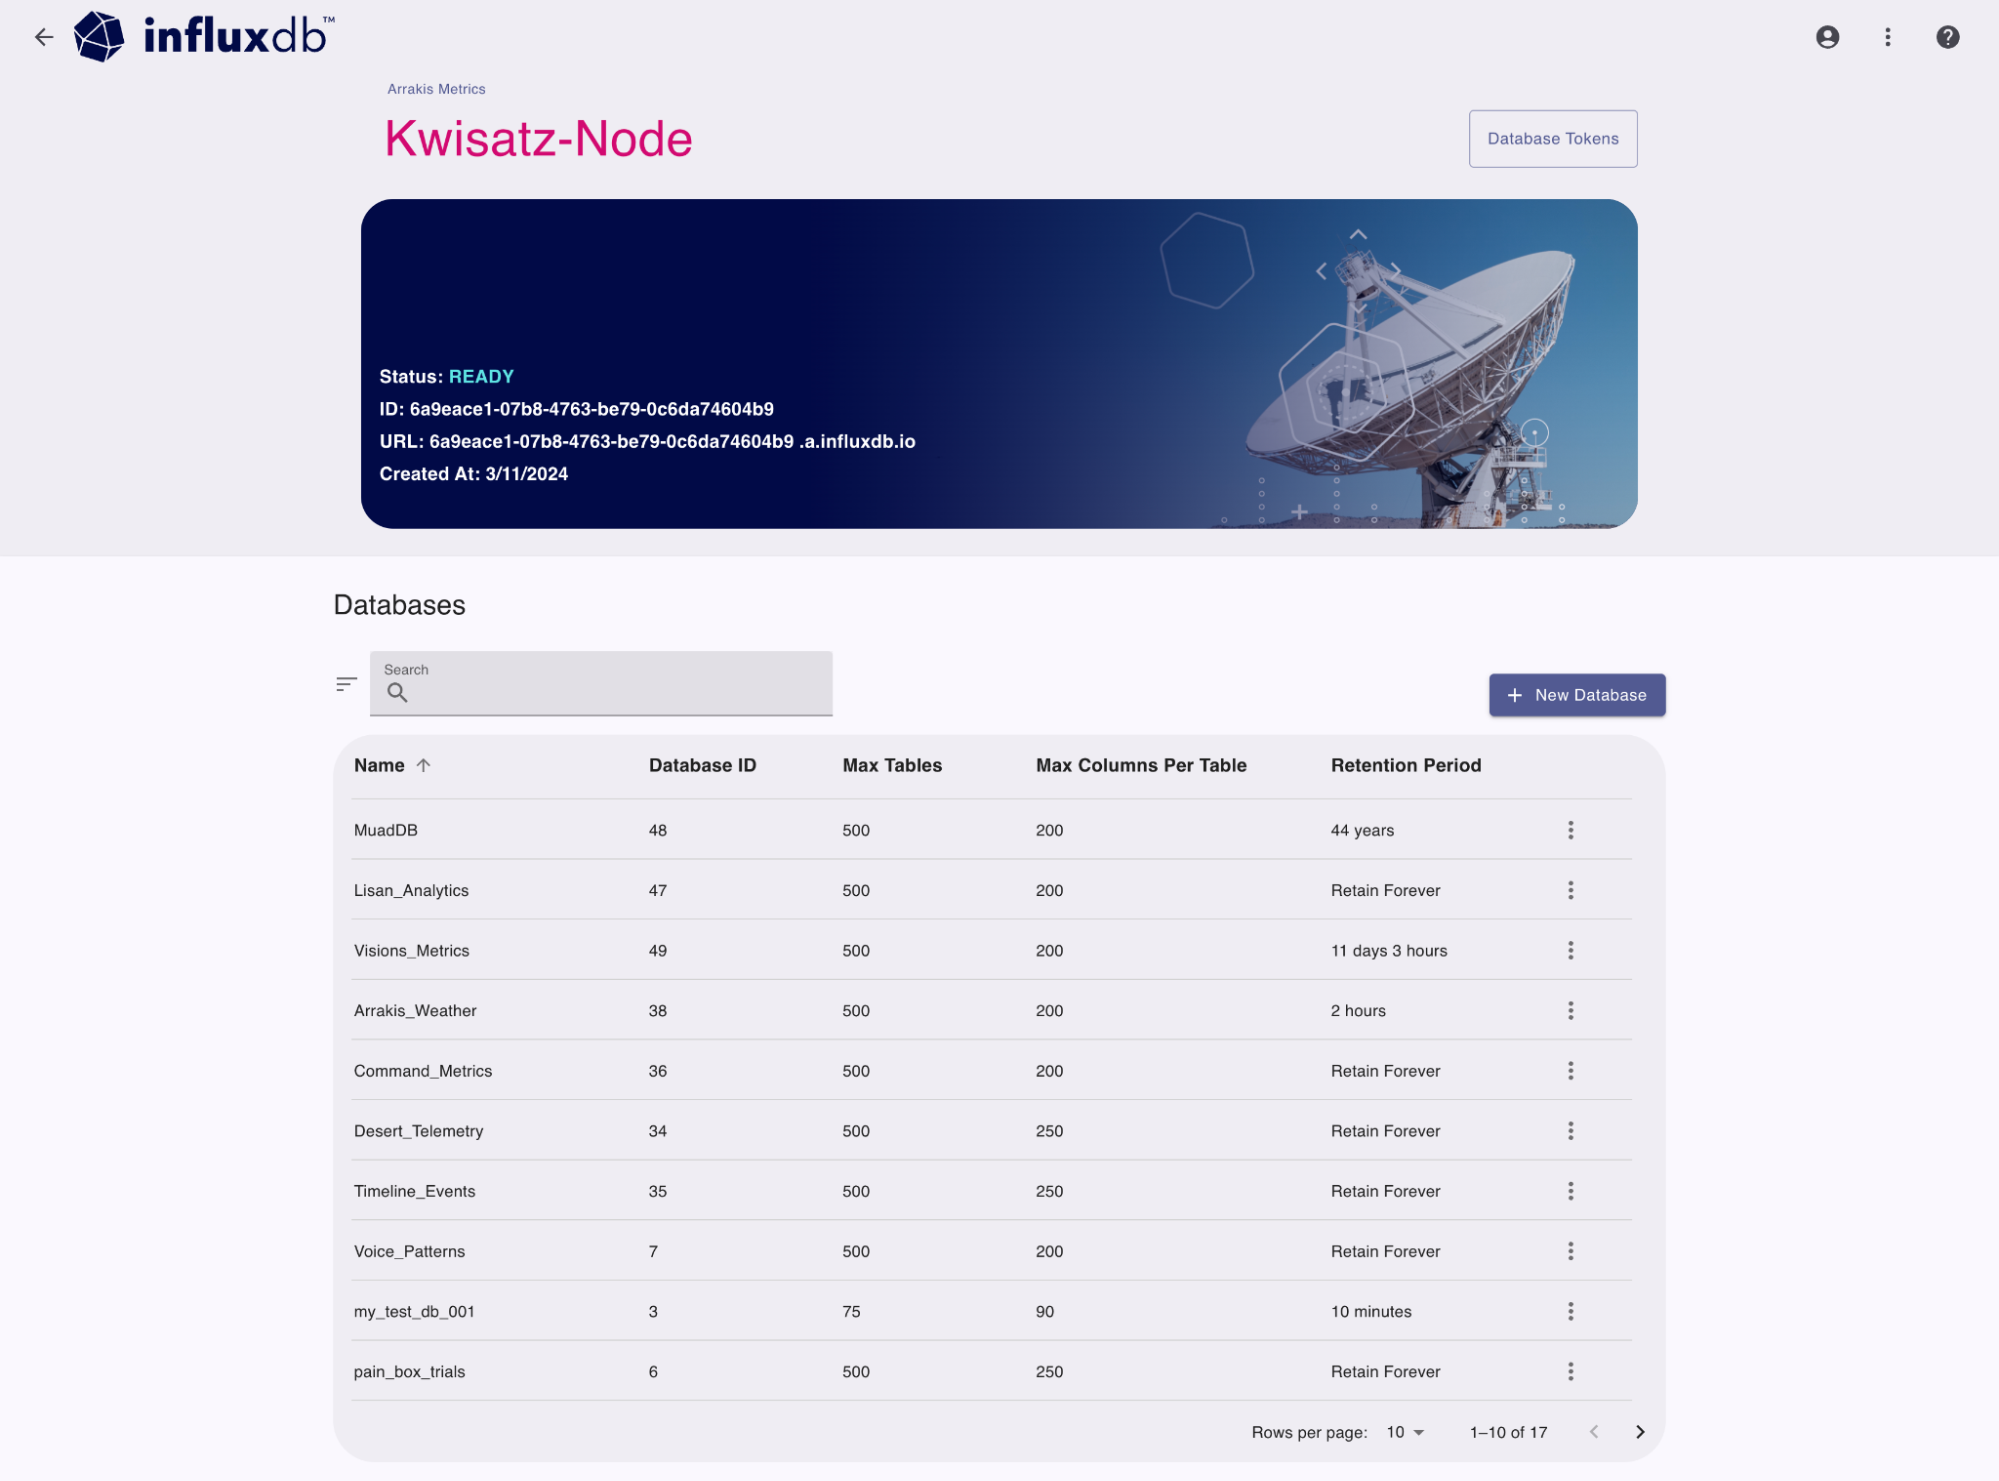 influxdb™
Arrakis Metrics
Kwisatz-Node
Database Tokens
Status: READY
ID: 6a9eace1-07b8-4763-be79-0c6da74604b9
URL: 6a9eace1-07b8-4763-be79-0c6da74604b9 .a.influxdb.io
Created At: 3/11/2024
Databases
Search
+ New Database
Name Database ID Max Tables Max Columns Per Table Retention Period
MuadDB 48 500 200 44 years
Lisan_Analytics 47 500 200 Retain Forever
Visions_Metrics 49 500 200 11 days 3 hours
Arrakis_Weather 38 500 200 2 hours
Command_Metrics 36 500 200 Retain Forever
Desert_Telemetry 34 500 250 Retain Forever
Timeline_Events 35 500 250 Retain Forever
Voice_Patterns 7 500 200 Retain Forever
my_test_db_001 3 75 90 10 minutes
pain_box_trials 6 500 250 Retain Forever
Rows per page: 10 1–10 of 17